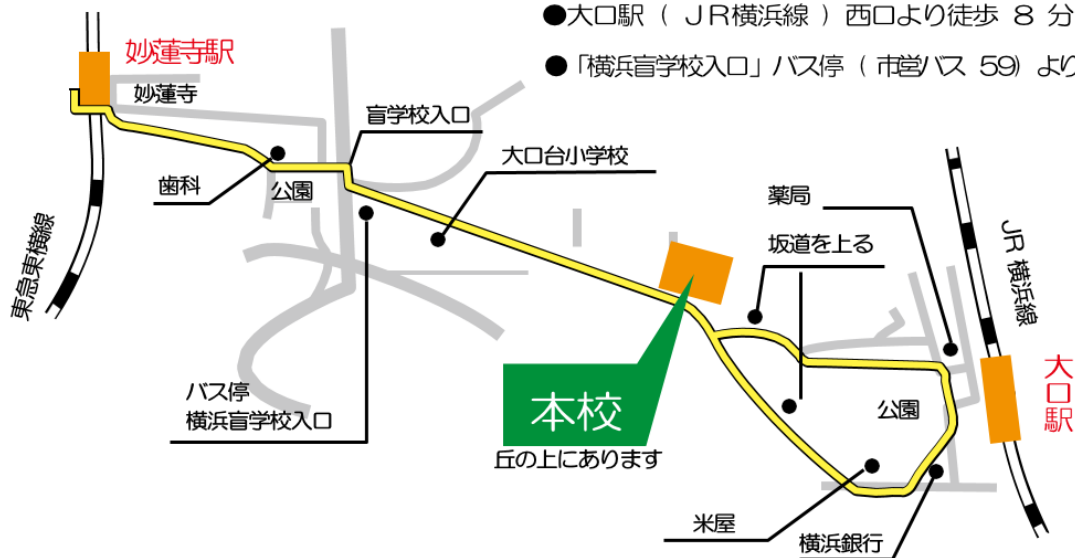 ●大口駅（ＪＲ横浜線）西口より徒歩 8 分
●「横浜盲学校入口」バス停（市営バス 59）より
妙蓮寺駅
妙蓮寺
盲学校入口
大口台小学校
歯科
公園
薬局
坂道を上る
東急東横線
JR 横浜線
バス停
横浜盲学校入口
本校
丘の上にあります
公園
大口駅
米屋
横浜銀行